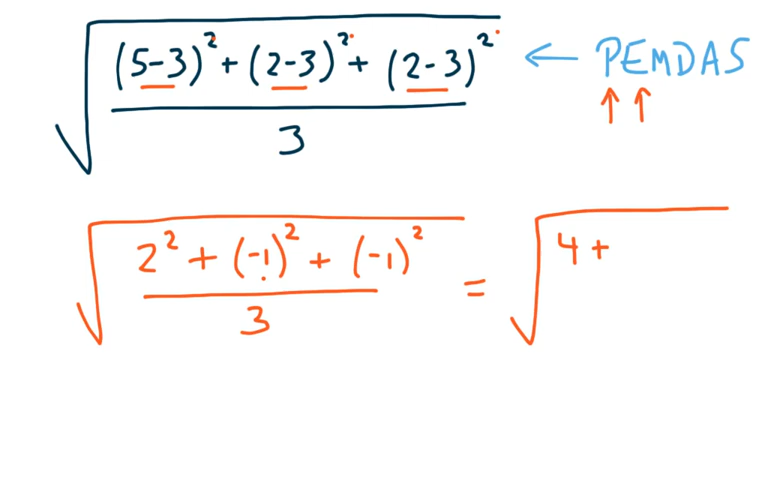 √((5-3)² + (2-3)² + (2-3)²)/3 ← PEMDAS
↑ ↑
√(2² + (-1)² + (-1)²)/3 = √4 +